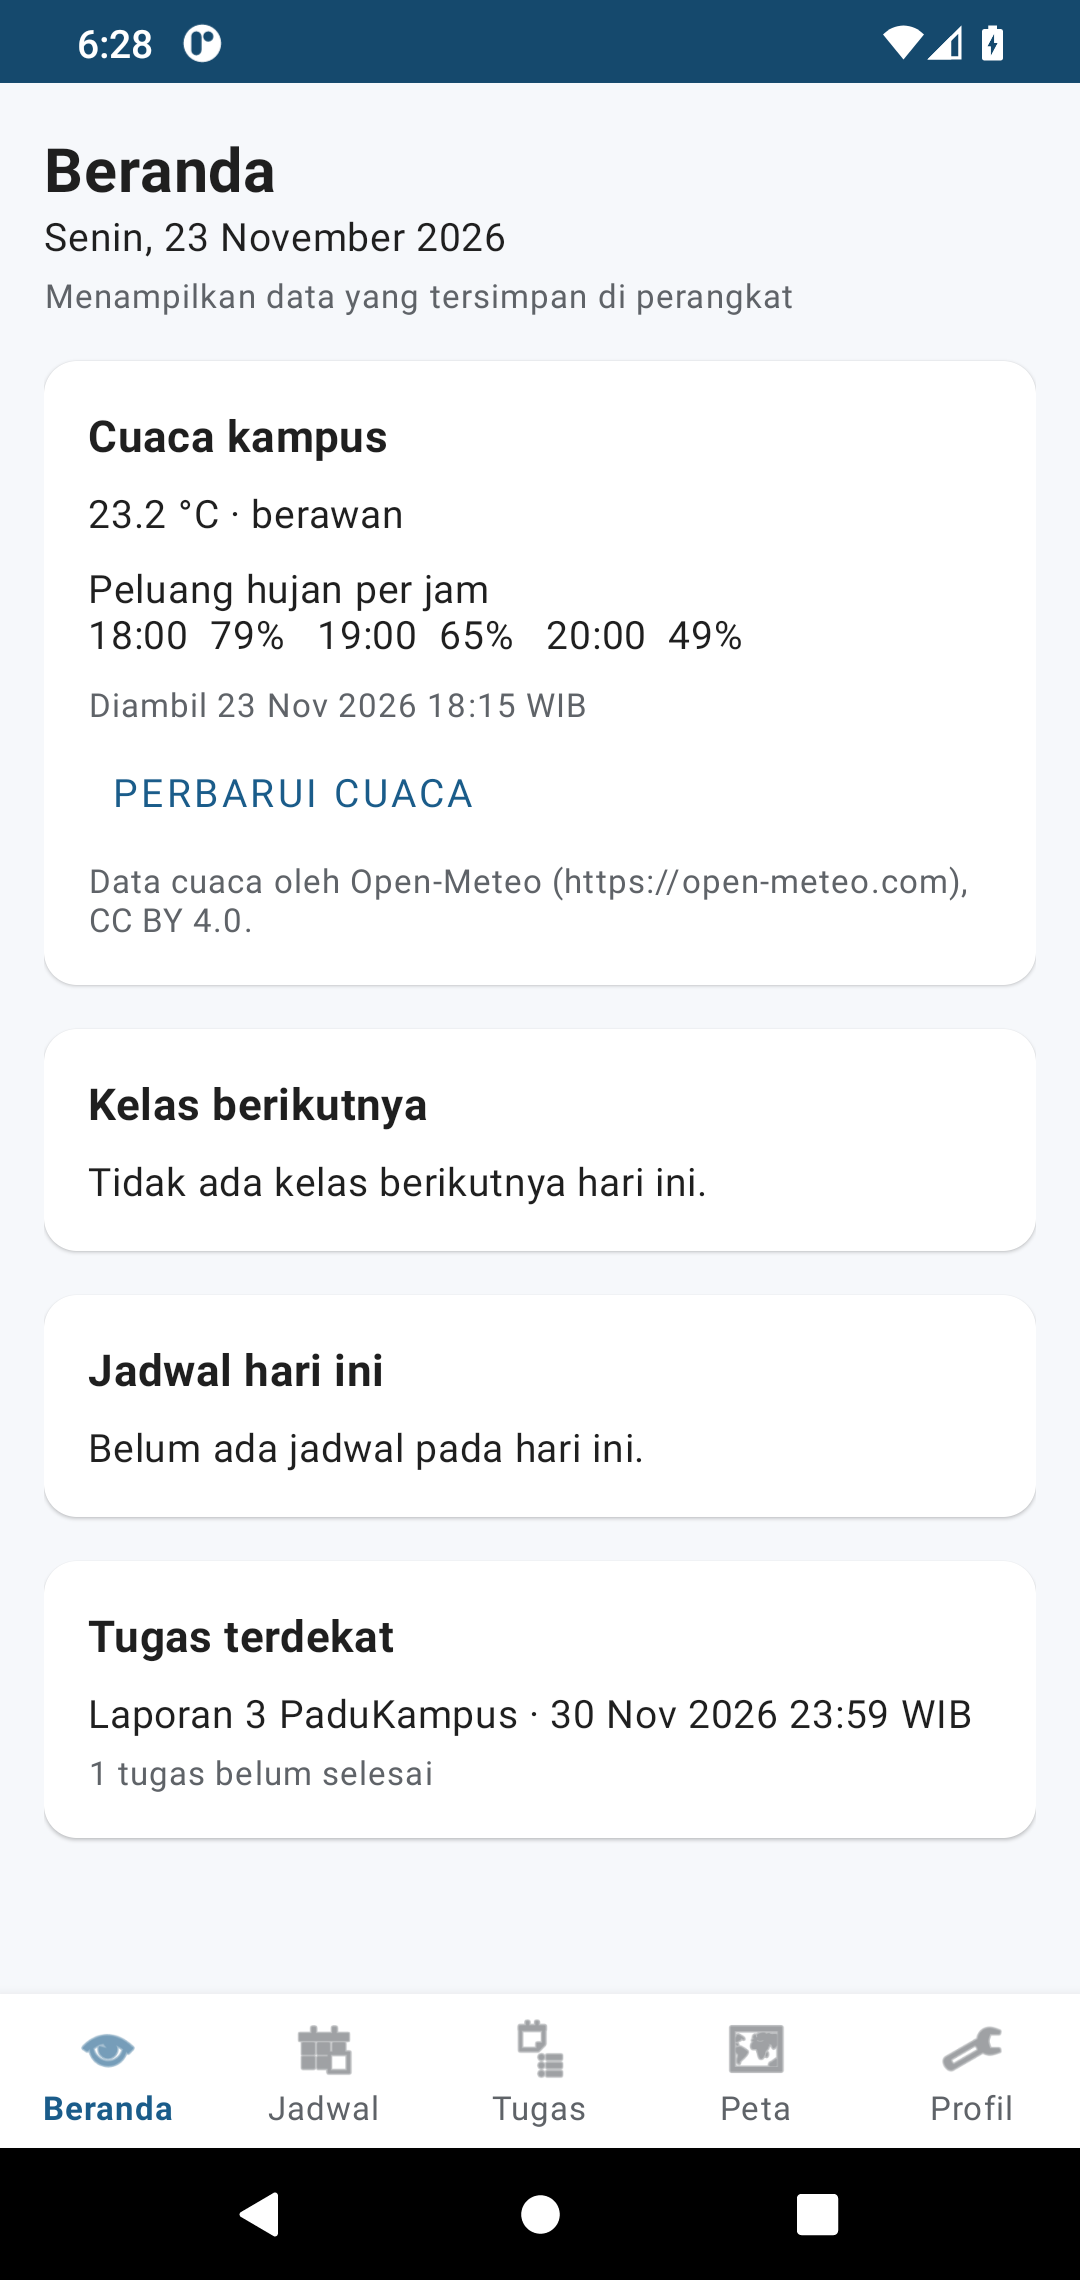 6:28
Beranda
Senin, 23 November 2026
Menampilkan data yang tersimpan di perangkat
Cuaca kampus
23.2 °C · berawan
Peluang hujan per jam
18:00 79% 19:00 65% 20:00 49%
Diambil 23 Nov 2026 18:15 WIB
PERBARUI CUACA
Data cuaca oleh Open-Meteo (https://open-meteo.com),
CC BY 4.0.
Kelas berikutnya
Tidak ada kelas berikutnya hari ini.
Jadwal hari ini
Belum ada jadwal pada hari ini.
Tugas terdekat
Laporan 3 PaduKampus · 30 Nov 2026 23:59 WIB
1 tugas belum selesai
Beranda Jadwal Tugas Peta Profil